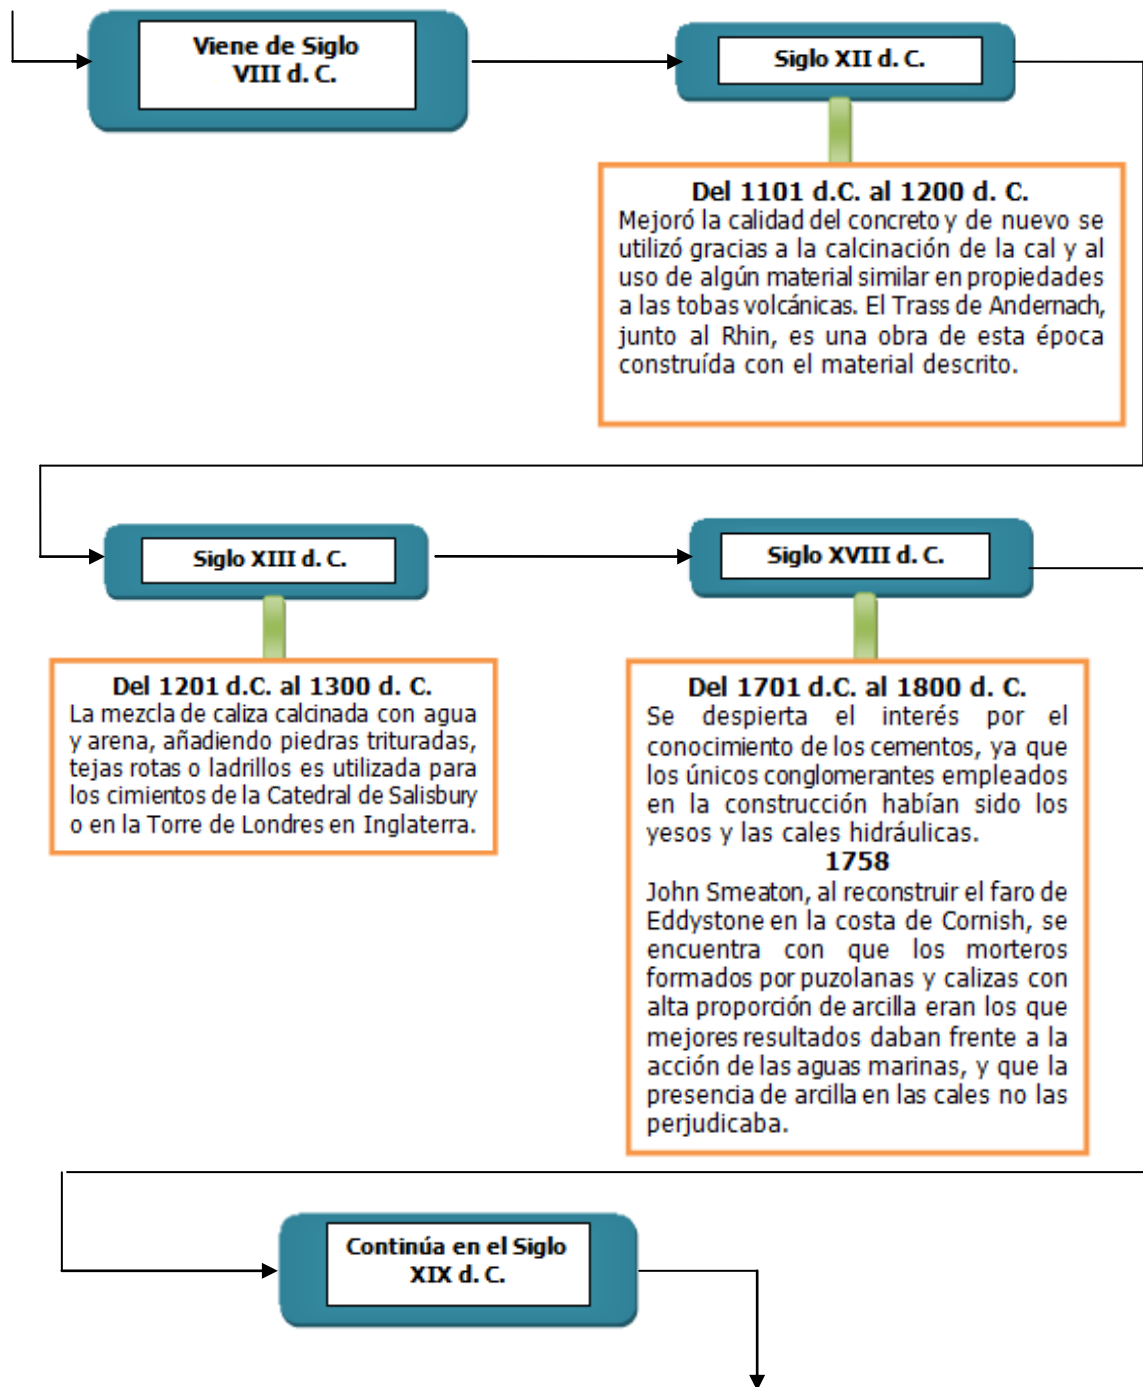 Viene de Siglo
VIII d. C.
Siglo XII d. C.
Del 1101 d.C. al 1200 d. C.
Mejoró la calidad del concreto y de nuevo se
utilizó gracias a la calcinación de la cal y al
uso de algún material similar en propiedades
a las tobas volcánicas. El Trass de Andernach,
junto al Rhin, es una obra de esta época
construída con el material descrito.
Siglo XIII d. C.
Del 1201 d.C. al 1300 d. C.
La mezcla de caliza calcinada con agua
y arena, añadiendo piedras trituradas,
tejas rotas o ladrillos es utilizada para
los cimientos de la Catedral de Salisbury
o en la Torre de Londres en Inglaterra.
Siglo XVIII d. C.
Del 1701 d.C. al 1800 d. C.
Se despierta el interés por el
conocimiento de los cementos, ya que
los únicos conglomerantes empleados
en la construcción habían sido los
yesos y las cales hidráulicas.
1758
John Smeaton, al reconstruir el faro de
Eddystone en la costa de Cornish, se
encuentra con que los morteros
formados por puzolanas y calizas con
alta proporción de arcilla eran los que
mejores resultados daban frente a la
acción de las aguas marinas, y que la
presencia de arcilla en las cales no las
perjudicaba.
Continúa en el Siglo
XIX d. C.